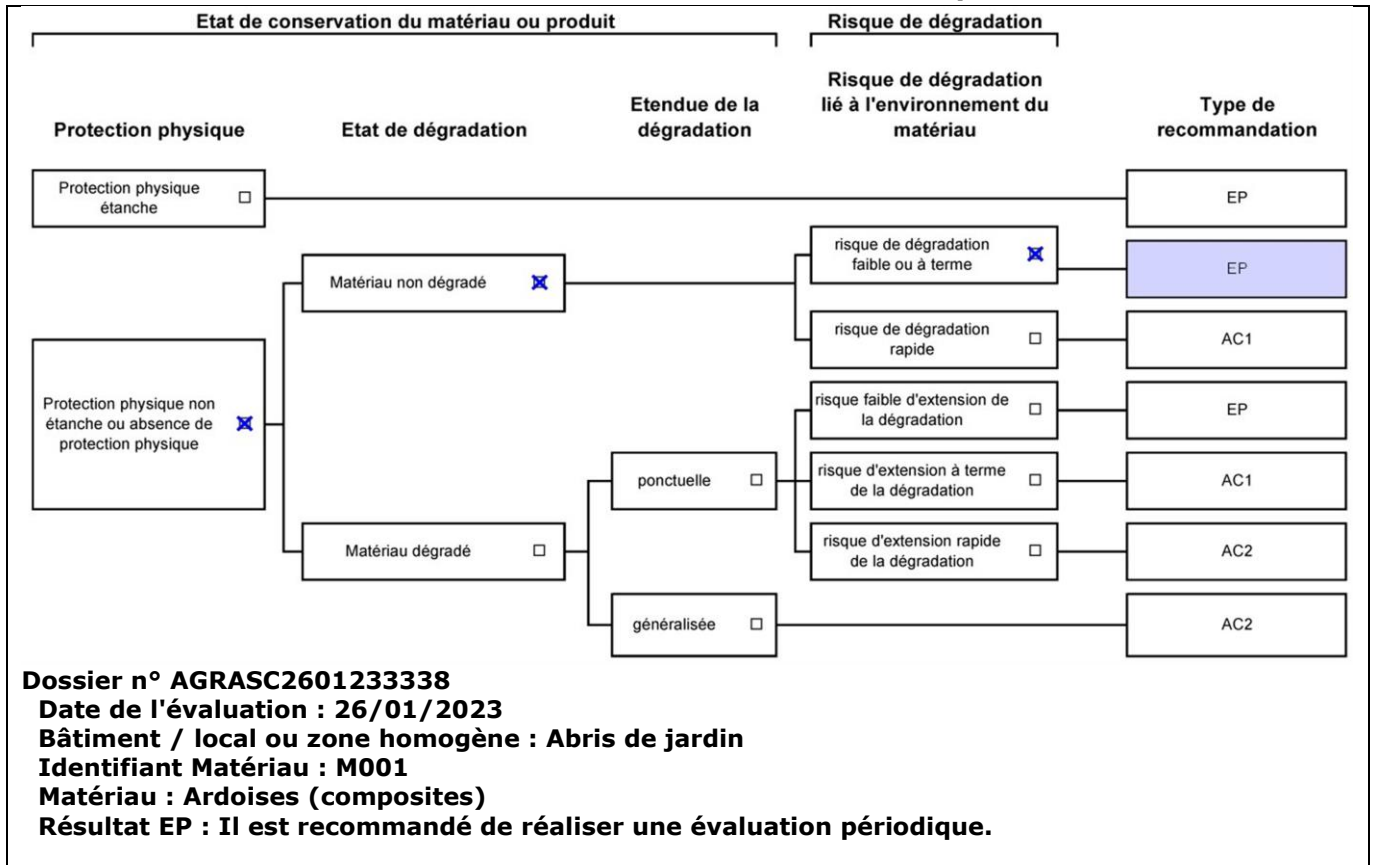 Etat de conservation du matériau ou produit
Risque de dégradation
Protection physique
Etat de dégradation
Etendue de la
dégradation
Risque de dégradation
lié à l'environnement du
matériau
Type de
recommandation
Protection physique
étanche
EP
risque de dégradation
faible ou à terme
EP
Matériau non dégradé
risque de dégradation
rapide
AC1
Protection physique non
étanche ou absence de
protection physique
risque faible d'extension de
la dégradation
EP
ponctuelle
risque d'extension à terme
de la dégradation
AC1
Matériau dégradé
risque d'extension rapide
de la dégradation
AC2
généralisée
AC2
Dossier n° AGRASC2601233338
Date de l'évaluation : 26/01/2023
Bâtiment / local ou zone homogène : Abris de jardin
Identifiant Matériau : M001
Matériau : Ardoises (composites)
Résultat EP : Il est recommandé de réaliser une évaluation périodique.